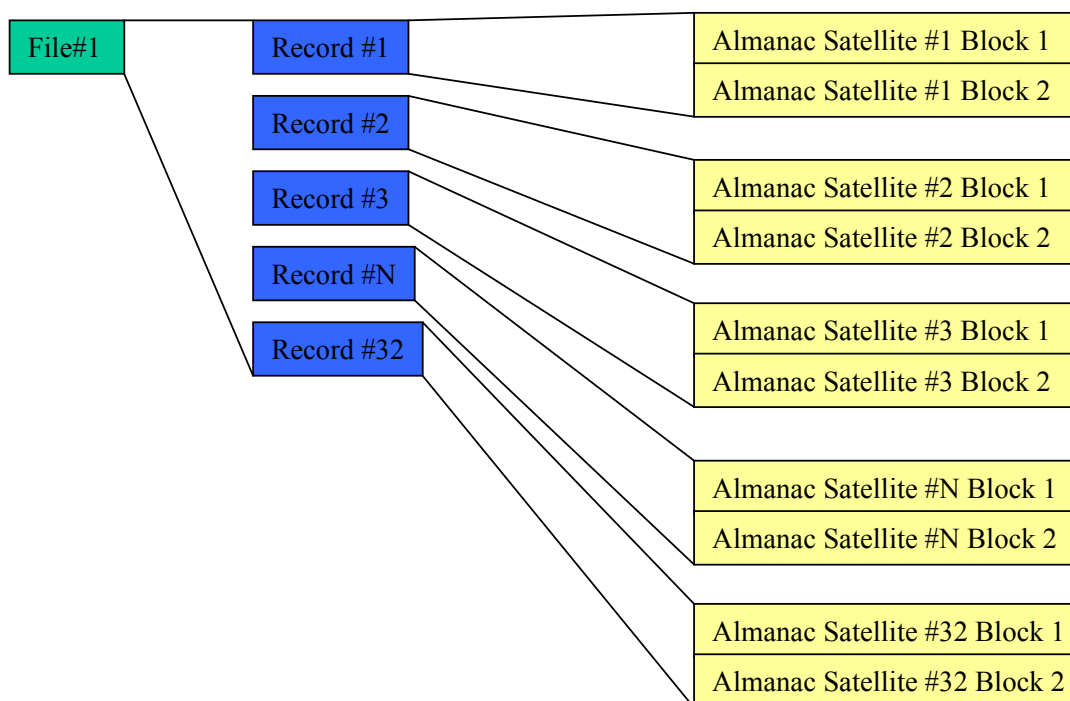 File#1
Record #1
Record #2
Record #3
Record #N
Record #32
Almanac Satellite #1 Block 1
Almanac Satellite #1 Block 2
Almanac Satellite #2 Block 1
Almanac Satellite #2 Block 2
Almanac Satellite #3 Block 1
Almanac Satellite #3 Block 2
Almanac Satellite #N Block 1
Almanac Satellite #N Block 2
Almanac Satellite #32 Block 1
Almanac Satellite #32 Block 2